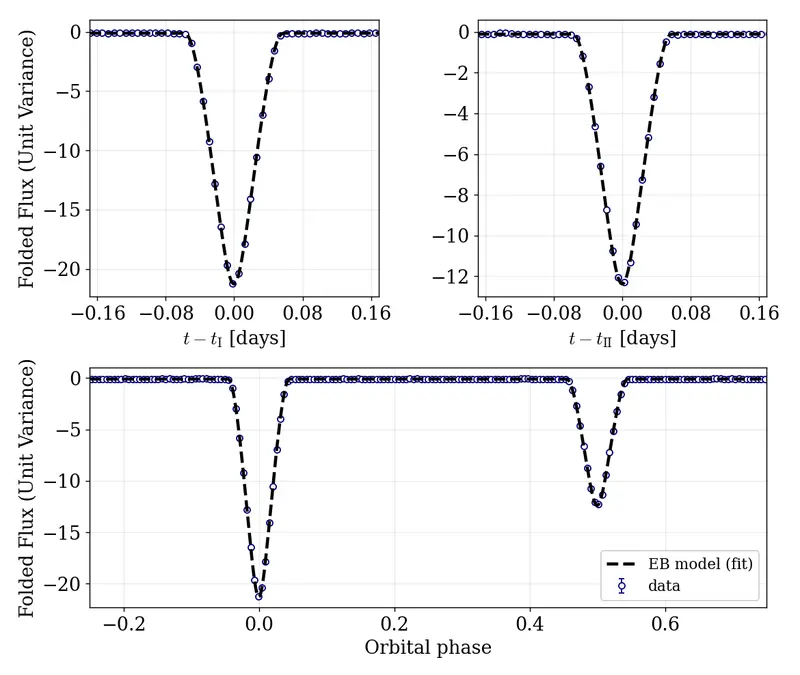 Folded Flux (Unit Variance)
0
−5
−10
−15
−20
−0.16 −0.08 0.00 0.08 0.16
t − tI [days]
0
−2
−4
−6
−8
−10
−12
−0.16 −0.08 0.00 0.08 0.16
t − tII [days]
Folded Flux (Unit Variance)
0
−5
−10
−15
−20
−0.2 0.0 0.2 0.4 0.6
Orbital phase
EB model (fit)
data